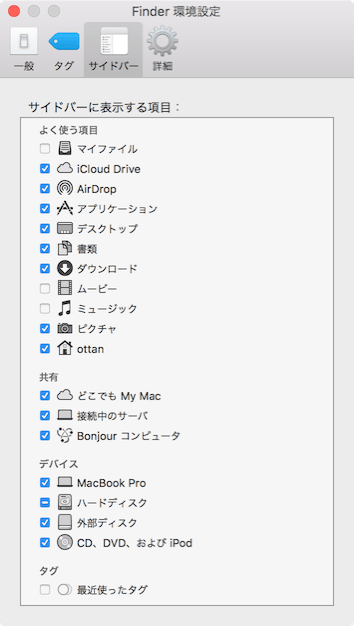 Finder 環境設定
一般 タグ サイドバー 詳細
サイドバーに表示する項目：
よく使う項目
マイファイル
iCloud Drive
AirDrop
アプリケーション
デスクトップ
書類
ダウンロード
ムービー
ミュージック
ピクチャ
ottan
共有
どこでも My Mac
接続中のサーバ
Bonjour コンピュータ
デバイス
MacBook Pro
ハードディスク
外部ディスク
CD、DVD、および iPod
タグ
最近使ったタグ